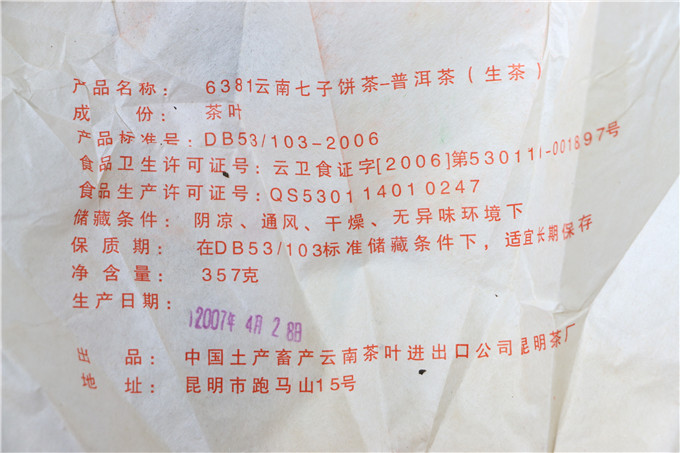 产品名称：6381云南七子饼茶-普洱茶（生茶）
成份：茶叶
产品标准号：DB53/103-2006
食品卫生许可证号：云卫食证字[2006]第530111-001897号
食品生产许可证号：QS530114010247
储藏条件：阴凉、通风、干燥、无异味环境下
保质期：在DB53/103标准储藏条件下，适宜长期保存
净含量：357克
生产日期：
2007年4月28日
出品：中国土产畜产云南茶叶进出口公司昆明茶厂
地址：昆明市跑马山15号